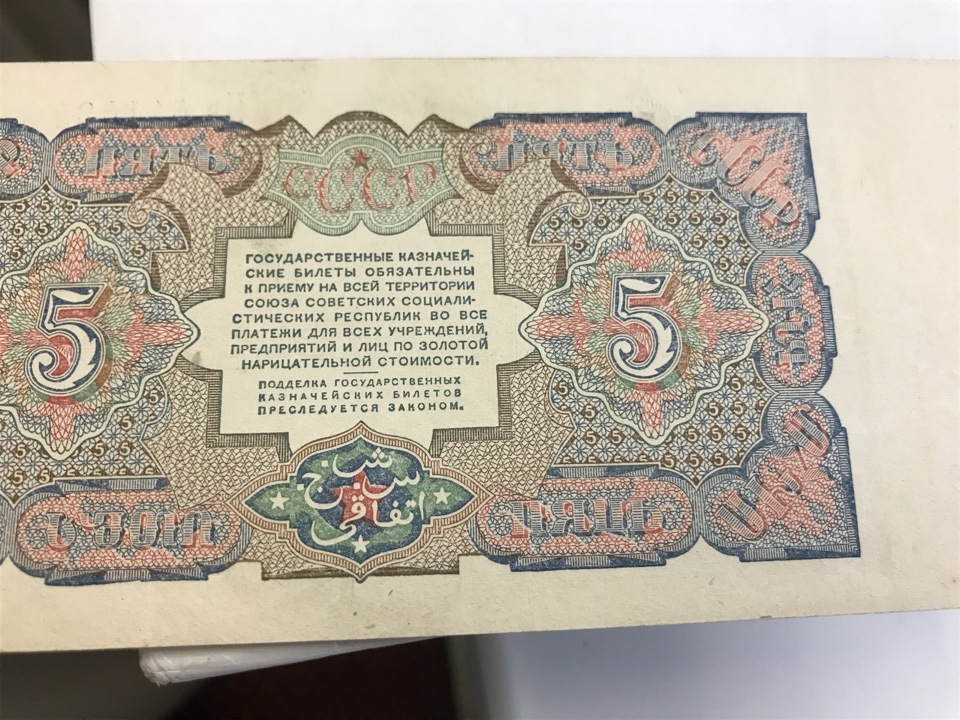 СССР
ГОСУДАРСТВЕННЫЕ КАЗНАЧЕЙ-
СКИЕ БИЛЕТЫ ОБЯЗАТЕЛЬНЫ
К ПРИЕМУ НА ВСЕЙ ТЕРРИТОРИИ
СОЮЗА СОВЕТСКИХ СОЦИАЛИ-
СТИЧЕСКИХ РЕСПУБЛИК ВО ВСЕ
ПЛАТЕЖИ ДЛЯ ВСЕХ УЧРЕЖДЕНИЙ,
ПРЕДПРИЯТИЙ И ЛИЦ ПО ЗОЛОТОЙ
НАРИЦАТЕЛЬНОЙ СТОИМОСТИ.
5
5
ПОДДЕЛКА ГОСУДАРСТВЕННЫХ
КАЗНАЧЕЙСКИХ БИЛЕТОВ
ПРЕСЛЕДУЕТСЯ ЗАКОНОМ.